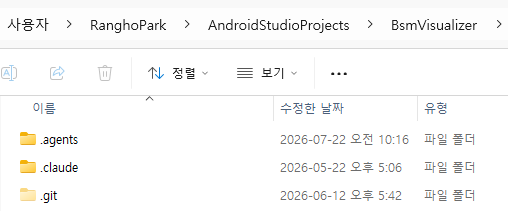 사용자 > RanghoPark > AndroidStudioProjects > BsmVisualizer >
정렬 보기 ...
이름 수정한 날짜 유형
.agents 2026-07-22 오전 10:16 파일 폴더
.claude 2026-05-22 오후 5:06 파일 폴더
.git 2026-06-12 오후 5:42 파일 폴더